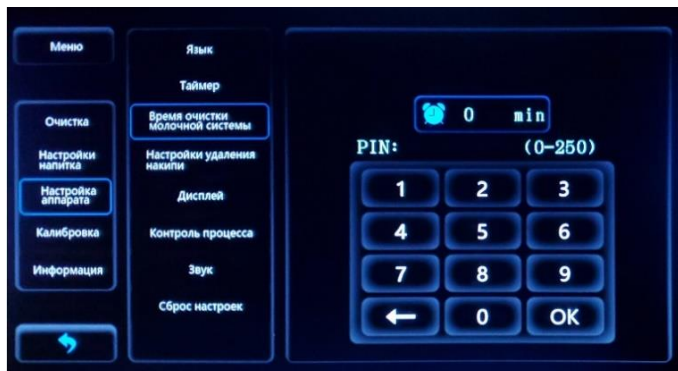 Меню
Очистка
Настройки
напитка
Настройка
аппарата
Калибровка
Информация
Язык
Таймер
Время очистки
молочной системы
Настройки удаления
накипи
Дисплей
Контроль процесса
Звук
Сброс настроек
0 min
PIN: (0-250)
1 2 3
4 5 6
7 8 9
← 0 OK